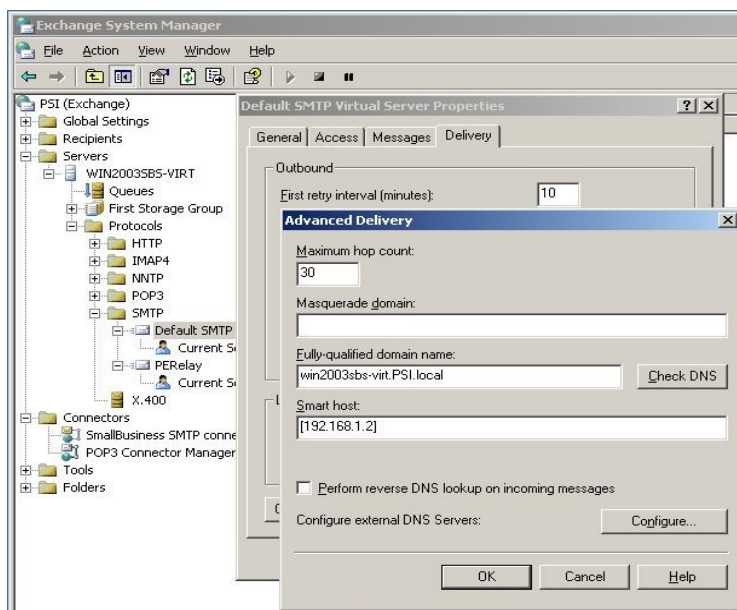 Exchange System Manager
File Action View Window Help
PSI (Exchange)
Global Settings
Recipients
Servers
WIN2003SBS-VIRT
Queues
First Storage Group
Protocols
HTTP
IMAP4
NNTP
POP3
SMTP
Default SMTP
Current S
PERelay
Current S
X.400
Connectors
SmallBusiness SMTP conne
POP3 Connector Manager
Tools
Folders
Default SMTP Virtual Server Properties
General Access Messages Delivery
Outbound
First retry interval (minutes): 10
Advanced Delivery
Maximum hop count:
30
Masquerade domain:
Fully-qualified domain name:
win2003sbs-virt.PSI.local Check DNS
Smart host:
[192.168.1.2]
Perform reverse DNS lookup on incoming messages
Configure external DNS Servers: Configure...
OK Cancel Help